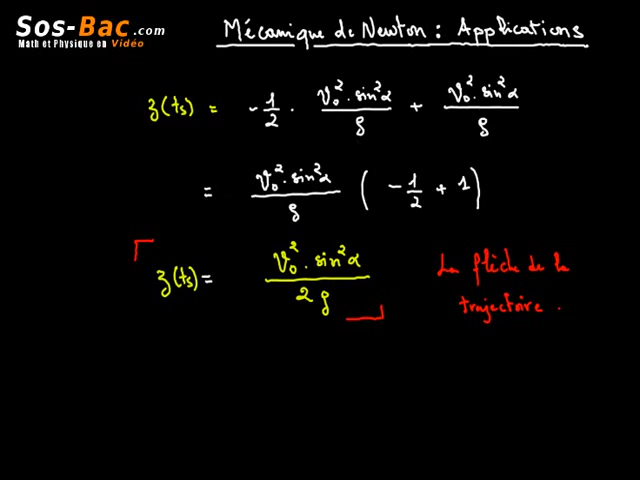 Sos-Bac.com
Math et Physique en Vidéo
Mécanique de Newton : Applications
z(ts) = -1/2 · V₀²·sin²α/g + V₀²·sin²α/g
= V₀²·sin²α/g (-1/2 + 1)
z(ts) = V₀²·sin²α/2g
La flèche de la
trajectoire.